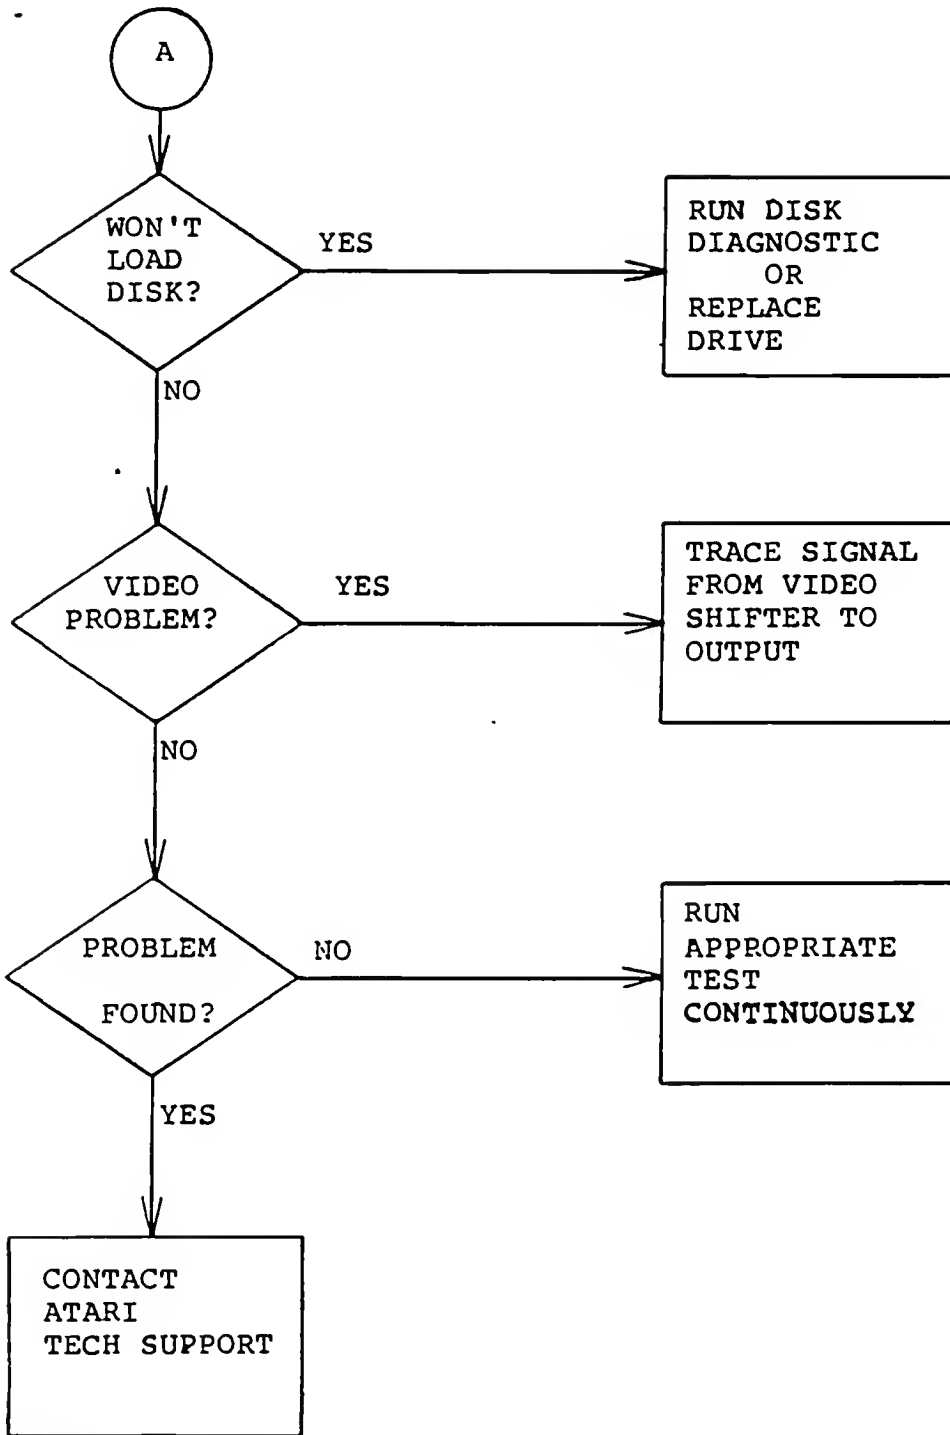 A
WON'T
LOAD
DISK?
YES
RUN DISK
DIAGNOSTIC
OR
REPLACE
DRIVE
NO
VIDEO
PROBLEM?
YES
TRACE SIGNAL
FROM VIDEO
SHIFTER TO
OUTPUT
NO
PROBLEM
FOUND?
NO
RUN
APPROPRIATE
TEST
CONTINUOUSLY
YES
CONTACT
ATARI
TECH SUPPORT